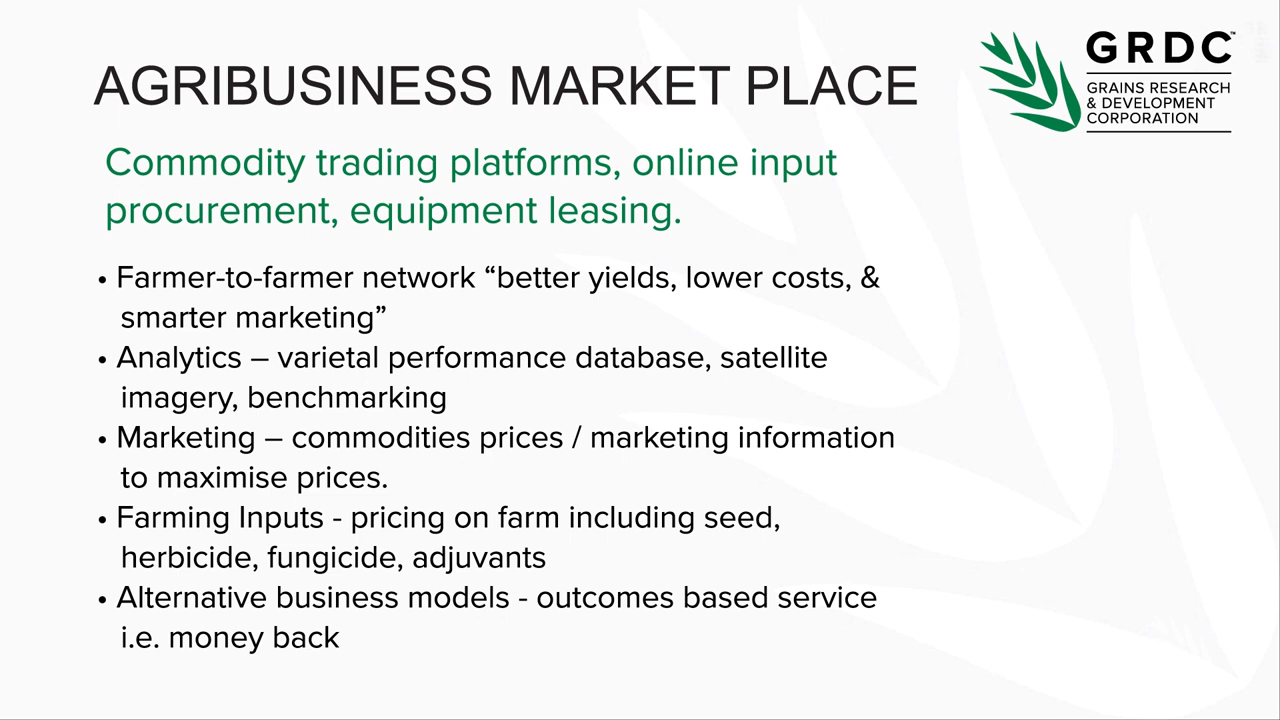 AGRIBUSINESS MARKET PLACE
GRDC™
GRAINS RESEARCH
& DEVELOPMENT
CORPORATION
Commodity trading platforms, online input
procurement, equipment leasing.
• Farmer-to-farmer network “better yields, lower costs, &
smarter marketing”
• Analytics – varietal performance database, satellite
imagery, benchmarking
• Marketing – commodities prices / marketing information
to maximise prices.
• Farming Inputs - pricing on farm including seed,
herbicide, fungicide, adjuvants
• Alternative business models - outcomes based service
i.e. money back